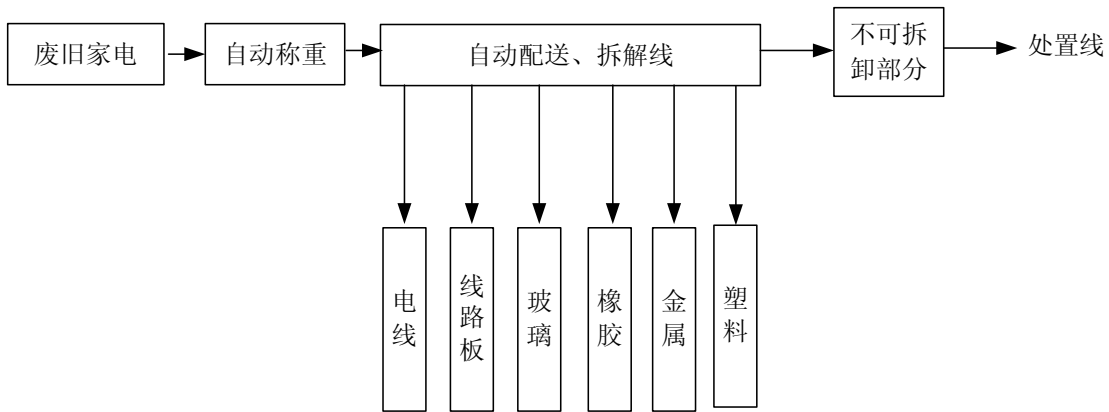 废旧家电
自动称重
自动配送、拆解线
不可拆
卸部分
处置线
电线
线路板
玻璃
橡胶
金属
塑料